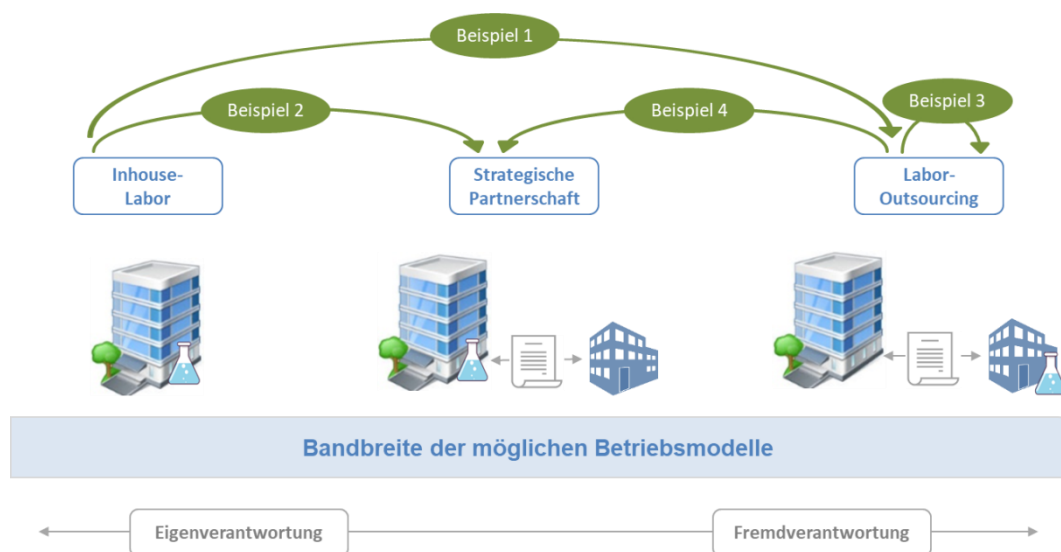 Beispiel 1
Beispiel 2
Beispiel 4
Beispiel 3
Inhouse-
Labor
Strategische
Partnerschaft
Labor-
Outsourcing
Bandbreite der möglichen Betriebsmodelle
Eigenverantwortung
Fremdverantwortung